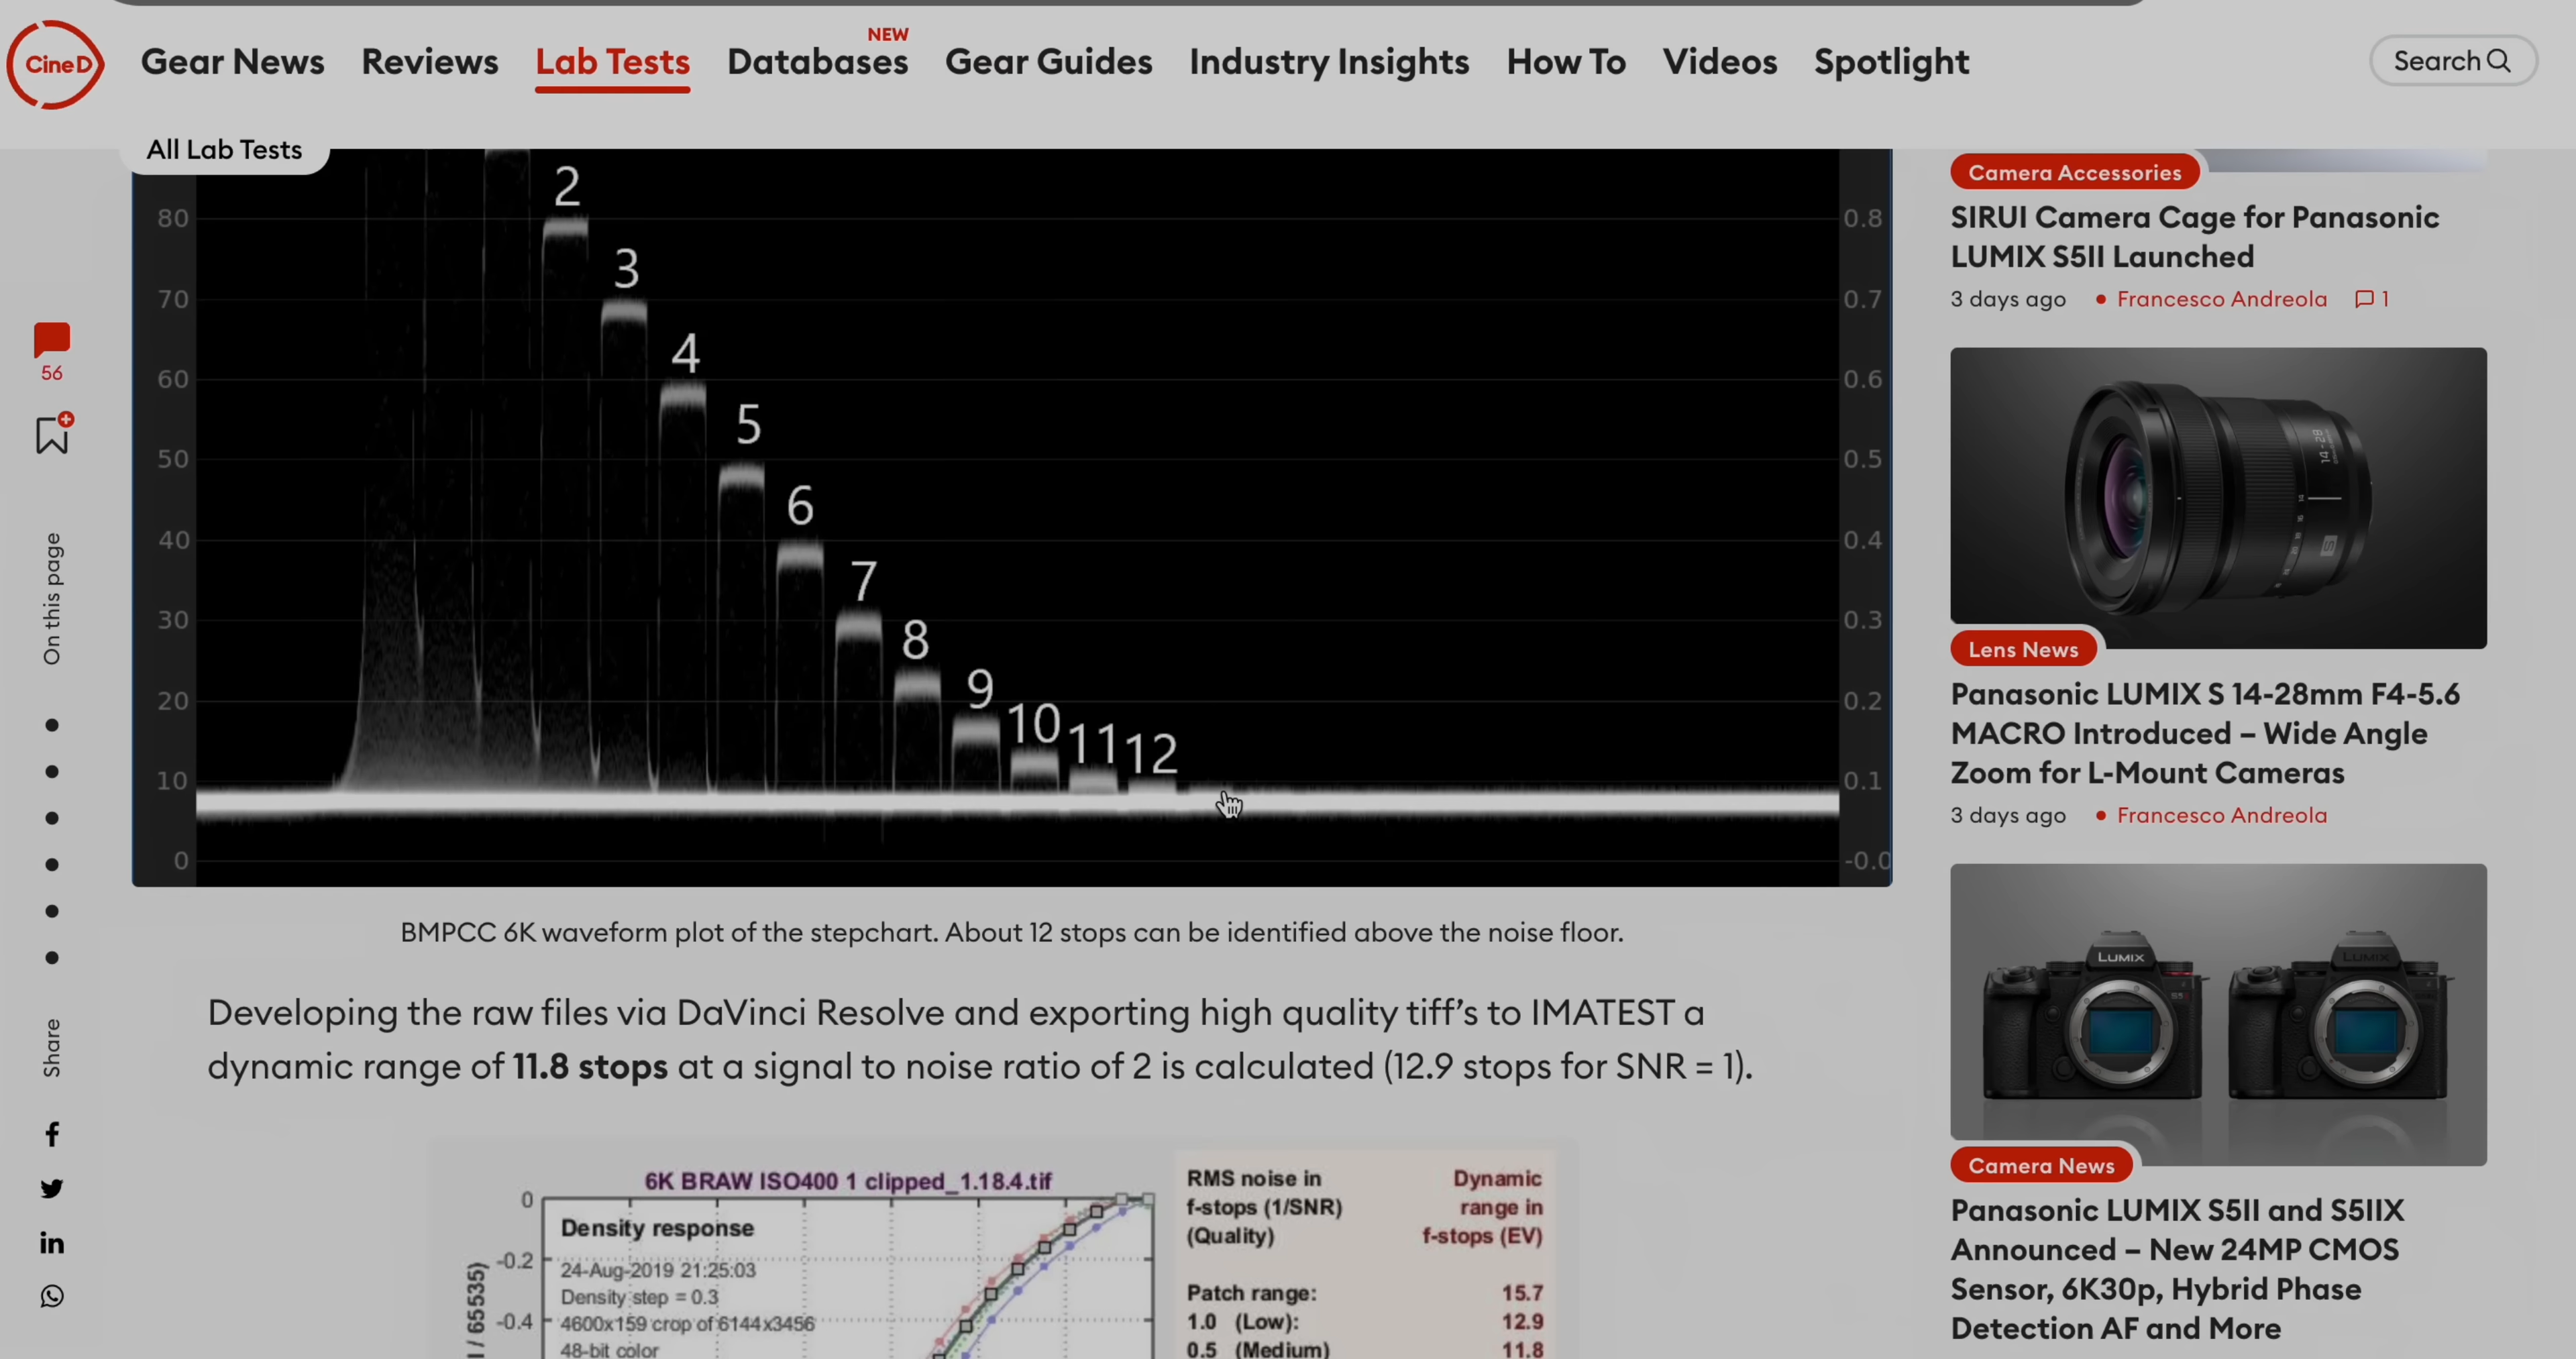 CineD
Gear News
Reviews
Lab Tests
NEW
Databases
Gear Guides
Industry Insights
How To
Videos
Spotlight
Search
All Lab Tests
56
On this page
Share
80
70
60
50
40
30
20
10
0
2
3
4
5
6
7
8
9
10
11
12
0.8
0.7
0.6
0.5
0.4
0.3
0.2
0.1
-0.0
BMPCC 6K waveform plot of the stepchart. About 12 stops can be identified above the noise floor.
Developing the raw files via DaVinci Resolve and exporting high quality tiff's to IMATEST a
dynamic range of 11.8 stops at a signal to noise ratio of 2 is calculated (12.9 stops for SNR = 1).
6K BRAW ISO400 1 clipped_1.18.4.tif
0
-0.2
-0.4
/ 65535)
Density response
24-Aug-2019 21:25:03
Density step = 0.3
4600x159 crop of 6144x3456
48-bit color
RMS noise in
f-stops (1/SNR)
(Quality)
Dynamic
range in
f-stops (EV)
Patch range: 15.7
1.0 (Low): 12.9
0.5 (Medium) 11.8
Camera Accessories
SIRUI Camera Cage for Panasonic
LUMIX S5II Launched
3 days ago • Francesco Andreola 1
14-28
S
Lens News
Panasonic LUMIX S 14-28mm F4-5.6
MACRO Introduced – Wide Angle
Zoom for L-Mount Cameras
3 days ago • Francesco Andreola
LUMIX
LUMIX
Camera News
Panasonic LUMIX S5II and S5IIX
Announced – New 24MP CMOS
Sensor, 6K30p, Hybrid Phase
Detection AF and More